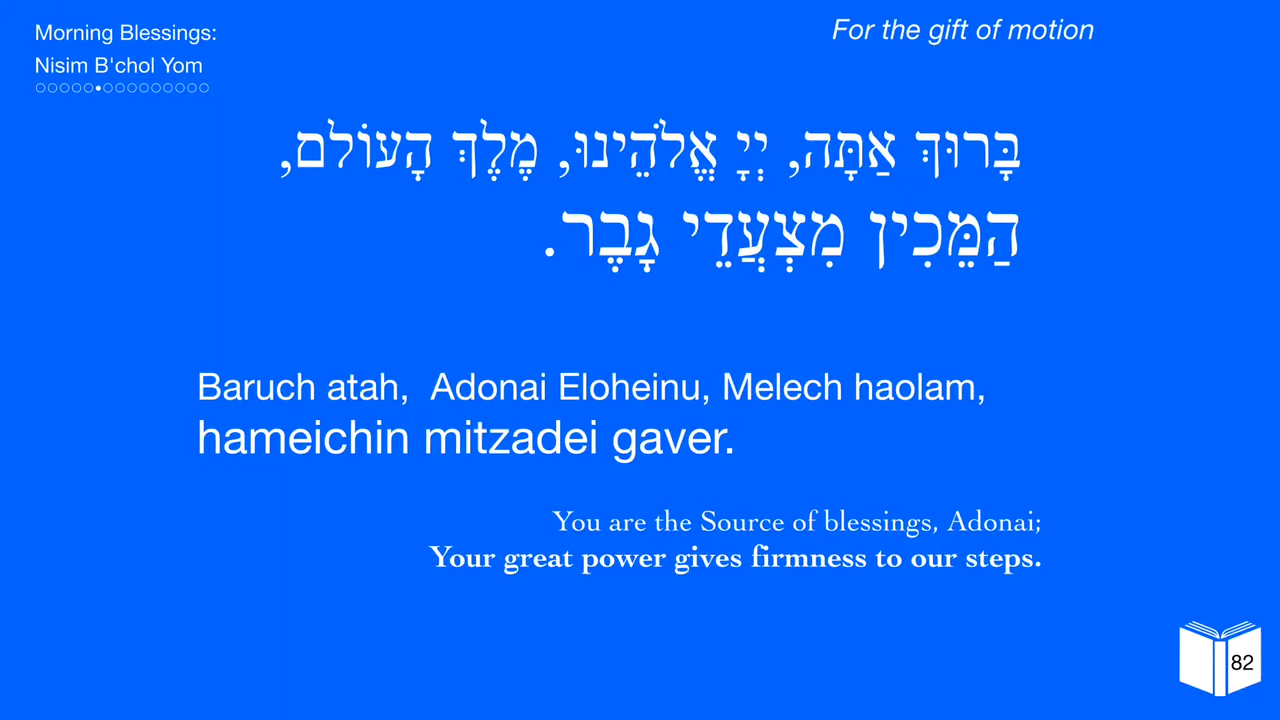 Morning Blessings:
Nisim B'chol Yom
For the gift of motion
בָּרוּךְ אַתָּה, יְיָ אֱלֹהֵינוּ, מֶלֶךְ הָעוֹלם,
הַמֵּכִין מִצְעֲדֵי גָבֶר.
Baruch atah, Adonai Eloheinu, Melech haolam,
hameichin mitzadei gaver.
You are the Source of blessings, Adonai;
Your great power gives firmness to our steps.
82